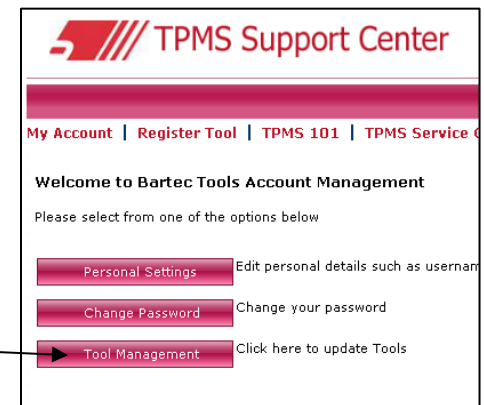 TPMS Support Center
My Account | Register Tool | TPMS 101 | TPMS Service
Welcome to Bartec Tools Account Management
Please select from one of the options below
Personal Settings Edit personal details such as usernam
Change Password Change your password
Tool Management Click here to update Tools